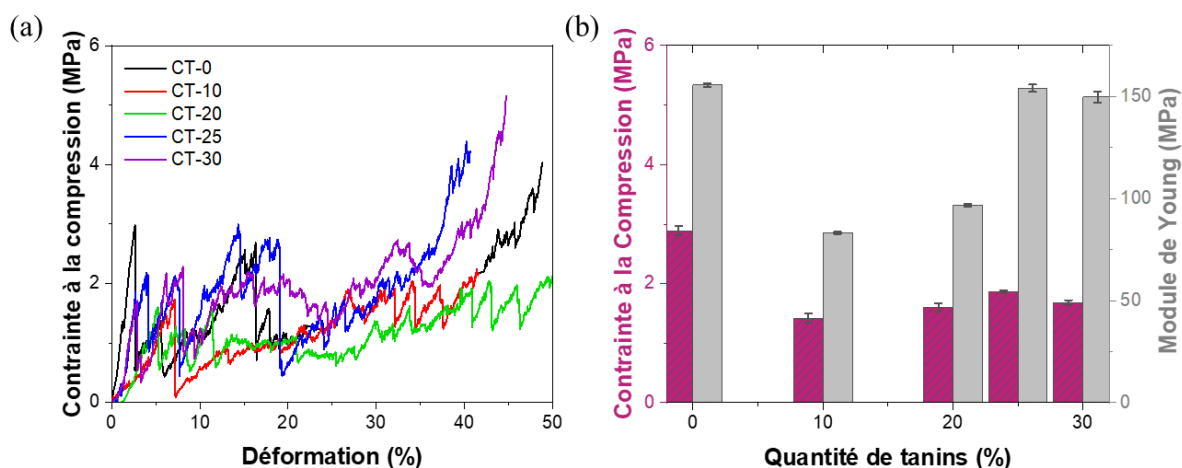 (a)
Contrainte à la compression (MPa)
6
4
2
0
CT-0
CT-10
CT-20
CT-25
CT-30
0
10
20
30
40
50
Déformation (%)
(b)
Contrainte à la Compression (MPa)
6
4
2
0
0
10
20
30
Quantité de tanins (%)
150
100
50
0
Module de Young (MPa)